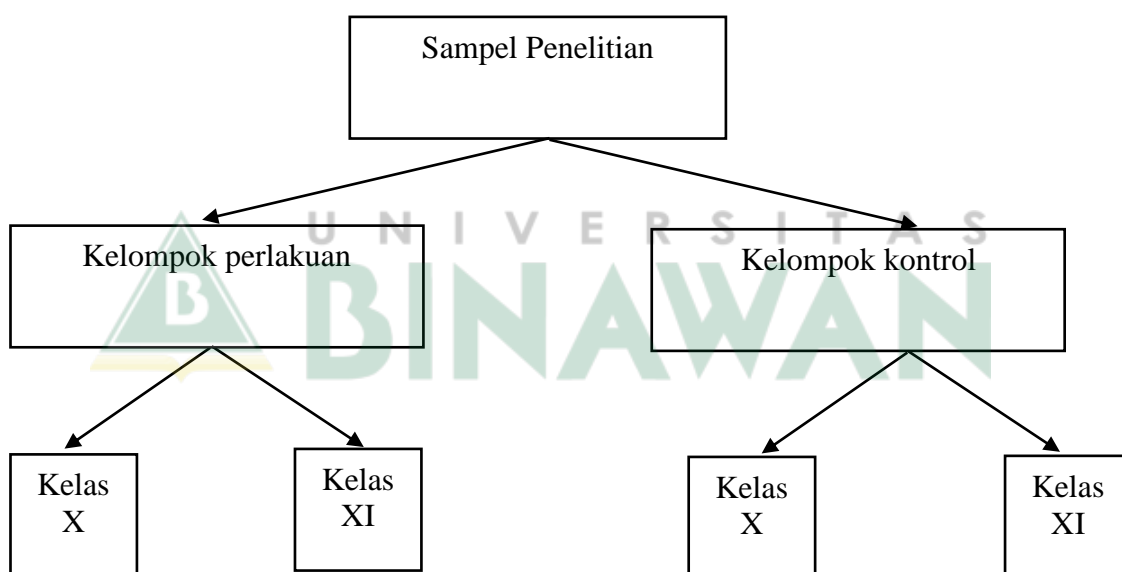 Sampel Penelitian
UNIVERSITAS
Kelompok perlakuan
Kelompok kontrol
B
BINAWAN
Kelas
X
Kelas
XI
Kelas
X
Kelas
XI